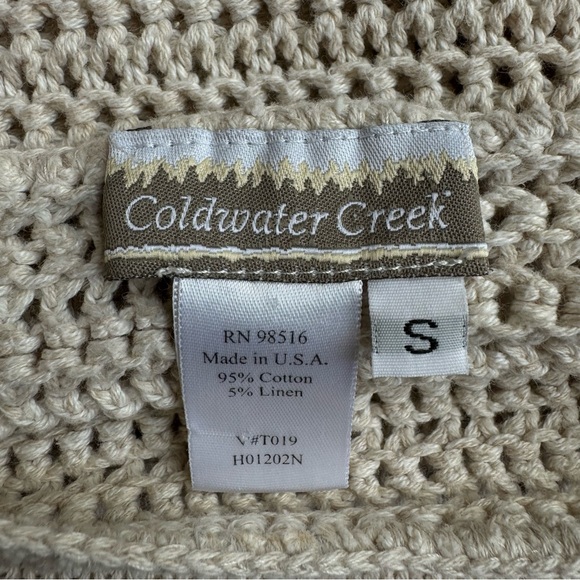 Coldwater Creek
S
RN 98516
Made in U.S.A.
95% Cotton
5% Linen
V#T019
H01202N